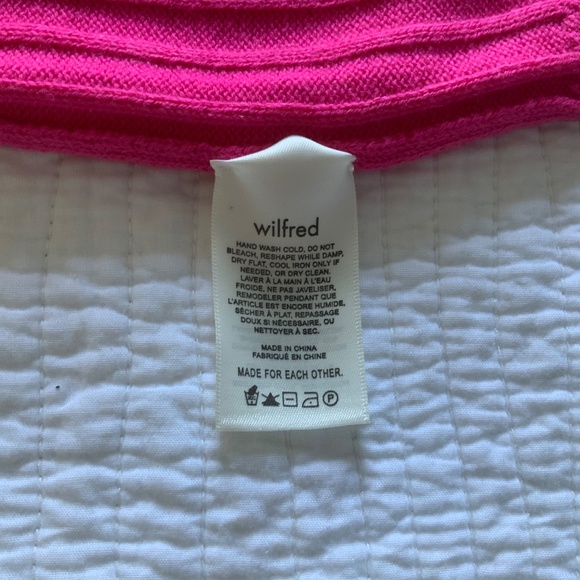 wilfred
HAND WASH COLD, DO NOT
BLEACH, RESHAPE WHILE DAMP,
DRY FLAT, COOL IRON ONLY IF
NEEDED, OR DRY CLEAN.
LAVER À LA MAIN À L'EAU
FROIDE, NE PAS JAVELISER,
REMODELER PENDANT QUE
L'ARTICLE EST ENCORE HUMIDE,
SÉCHER À PLAT, REPASSAGE
DOUX SI NÉCESSAIRE, OU
NETTOYER À SEC.
MADE IN CHINA
FABRIQUÉ EN CHINE
MADE FOR EACH OTHER.
P